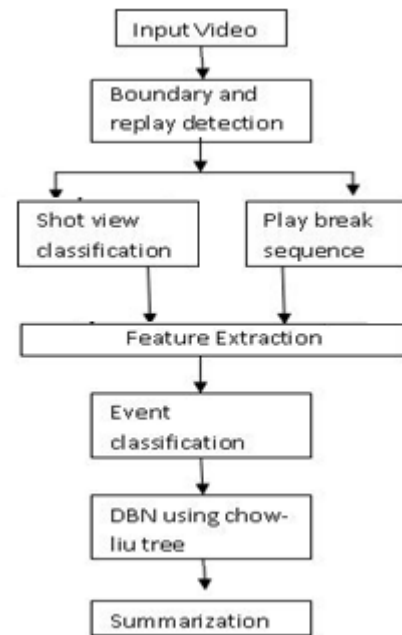 Input Video
Boundary and
replay detection
Shot view
classification
Play break
sequence
Feature Extraction
Event
classification
DBN using chow-
liu tree
Summarization